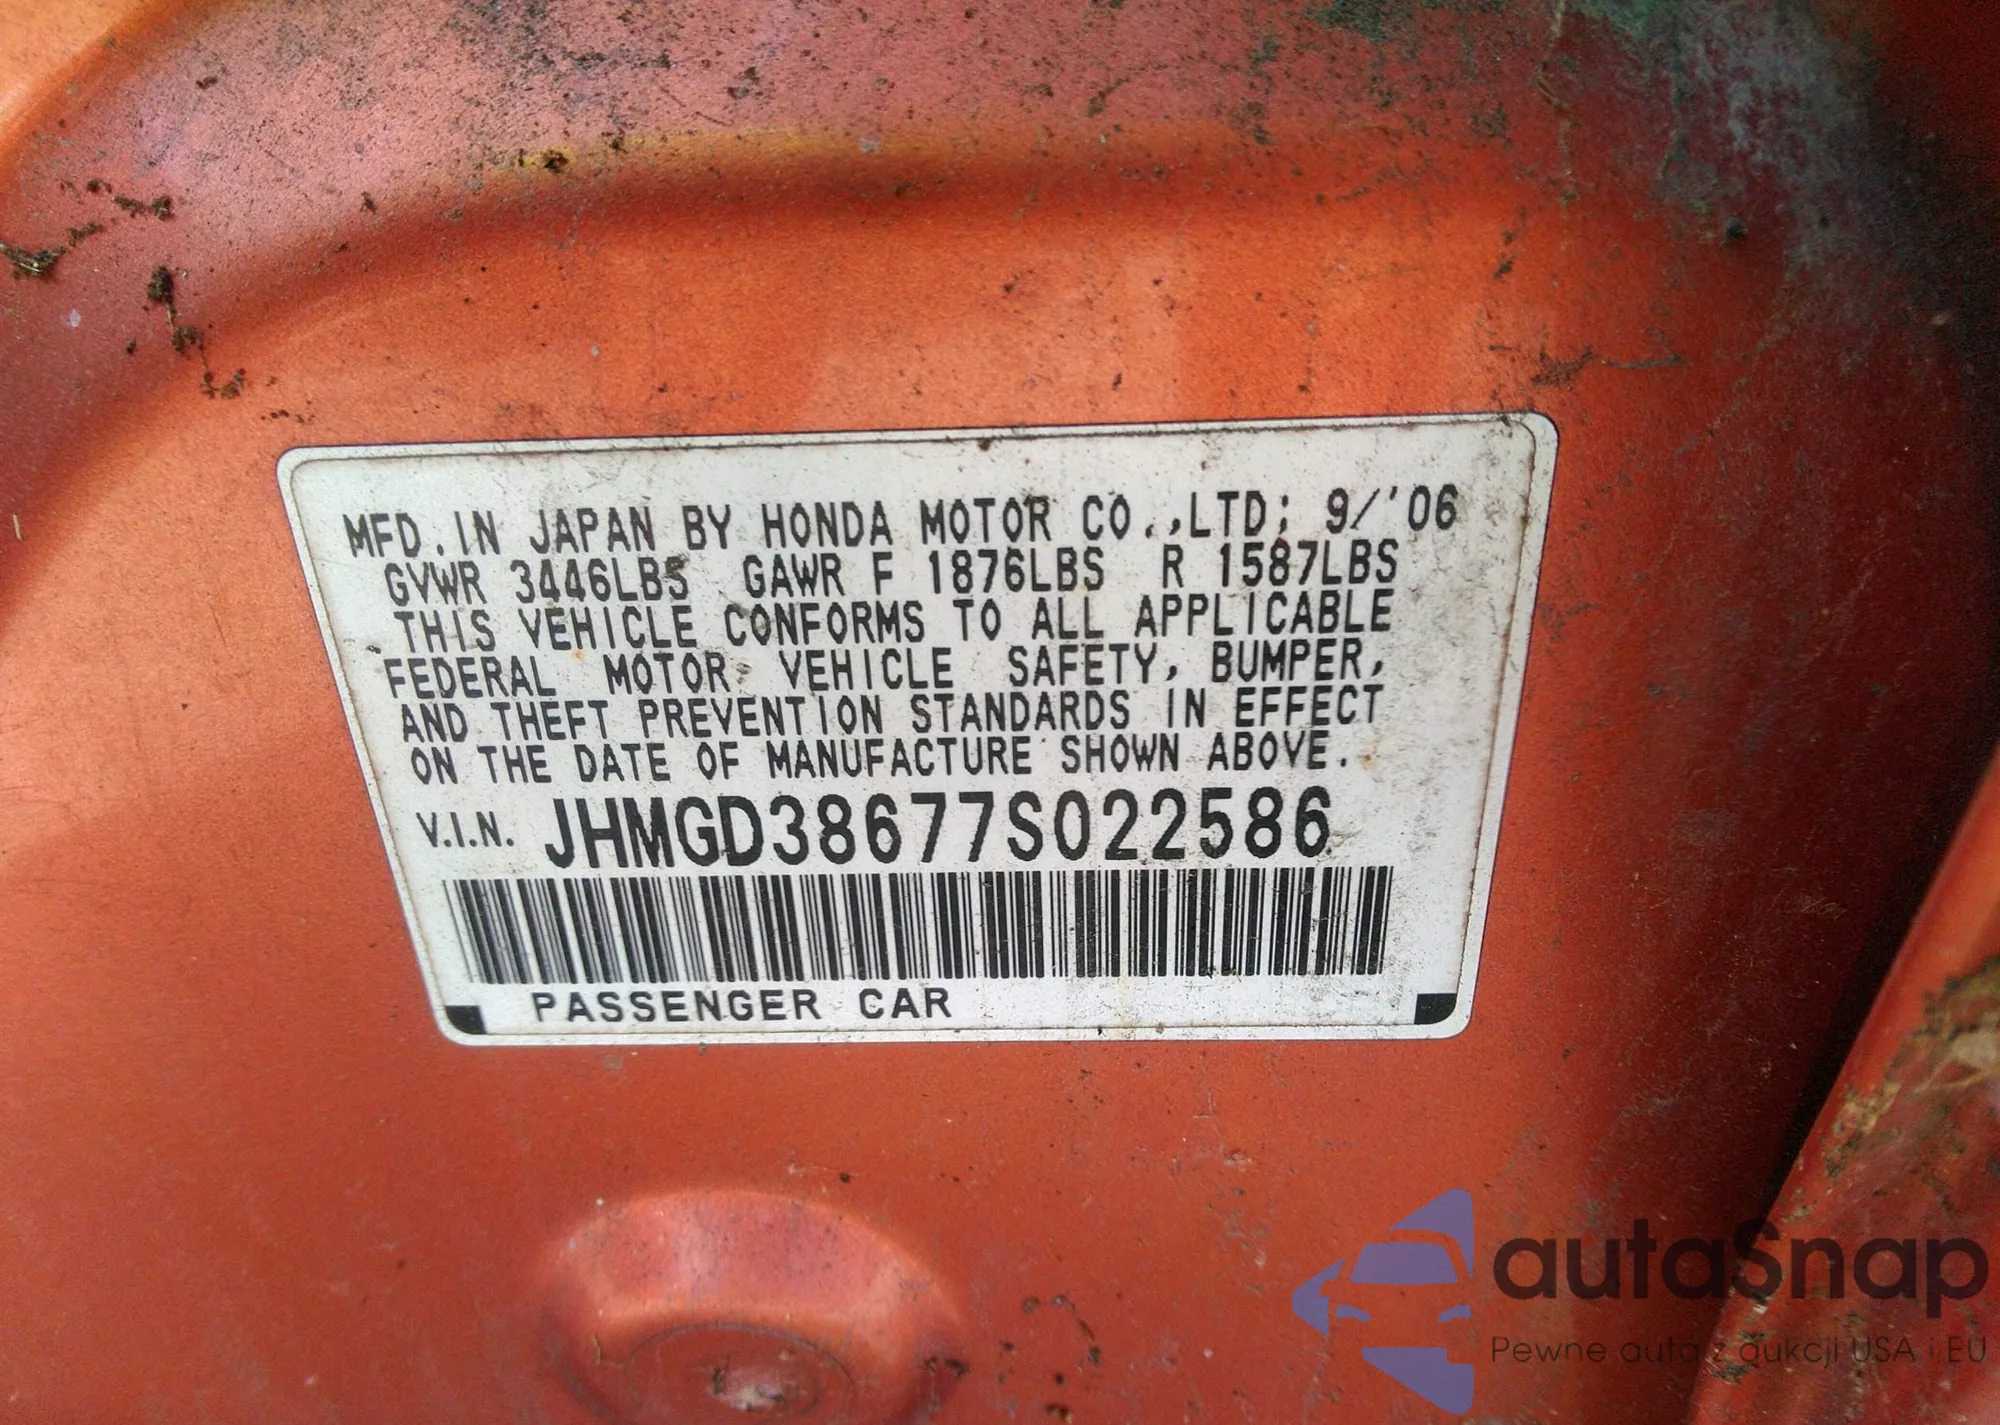 MFD.IN JAPAN BY HONDA MOTOR CO.,LTD; 9/'06
GVWR 3446LBS GAWR F 1876LBS R 1587LBS
THIS VEHICLE CONFORMS TO ALL APPLICABLE
FEDERAL MOTOR VEHICLE SAFETY, BUMPER,
AND THEFT PREVENTION STANDARDS IN EFFECT
ON THE DATE OF MANUFACTURE SHOWN ABOVE.
V.I.N. JHMGD38677S022586
PASSENGER CAR
autaSnap
Pewne auta z aukcji USA i EU